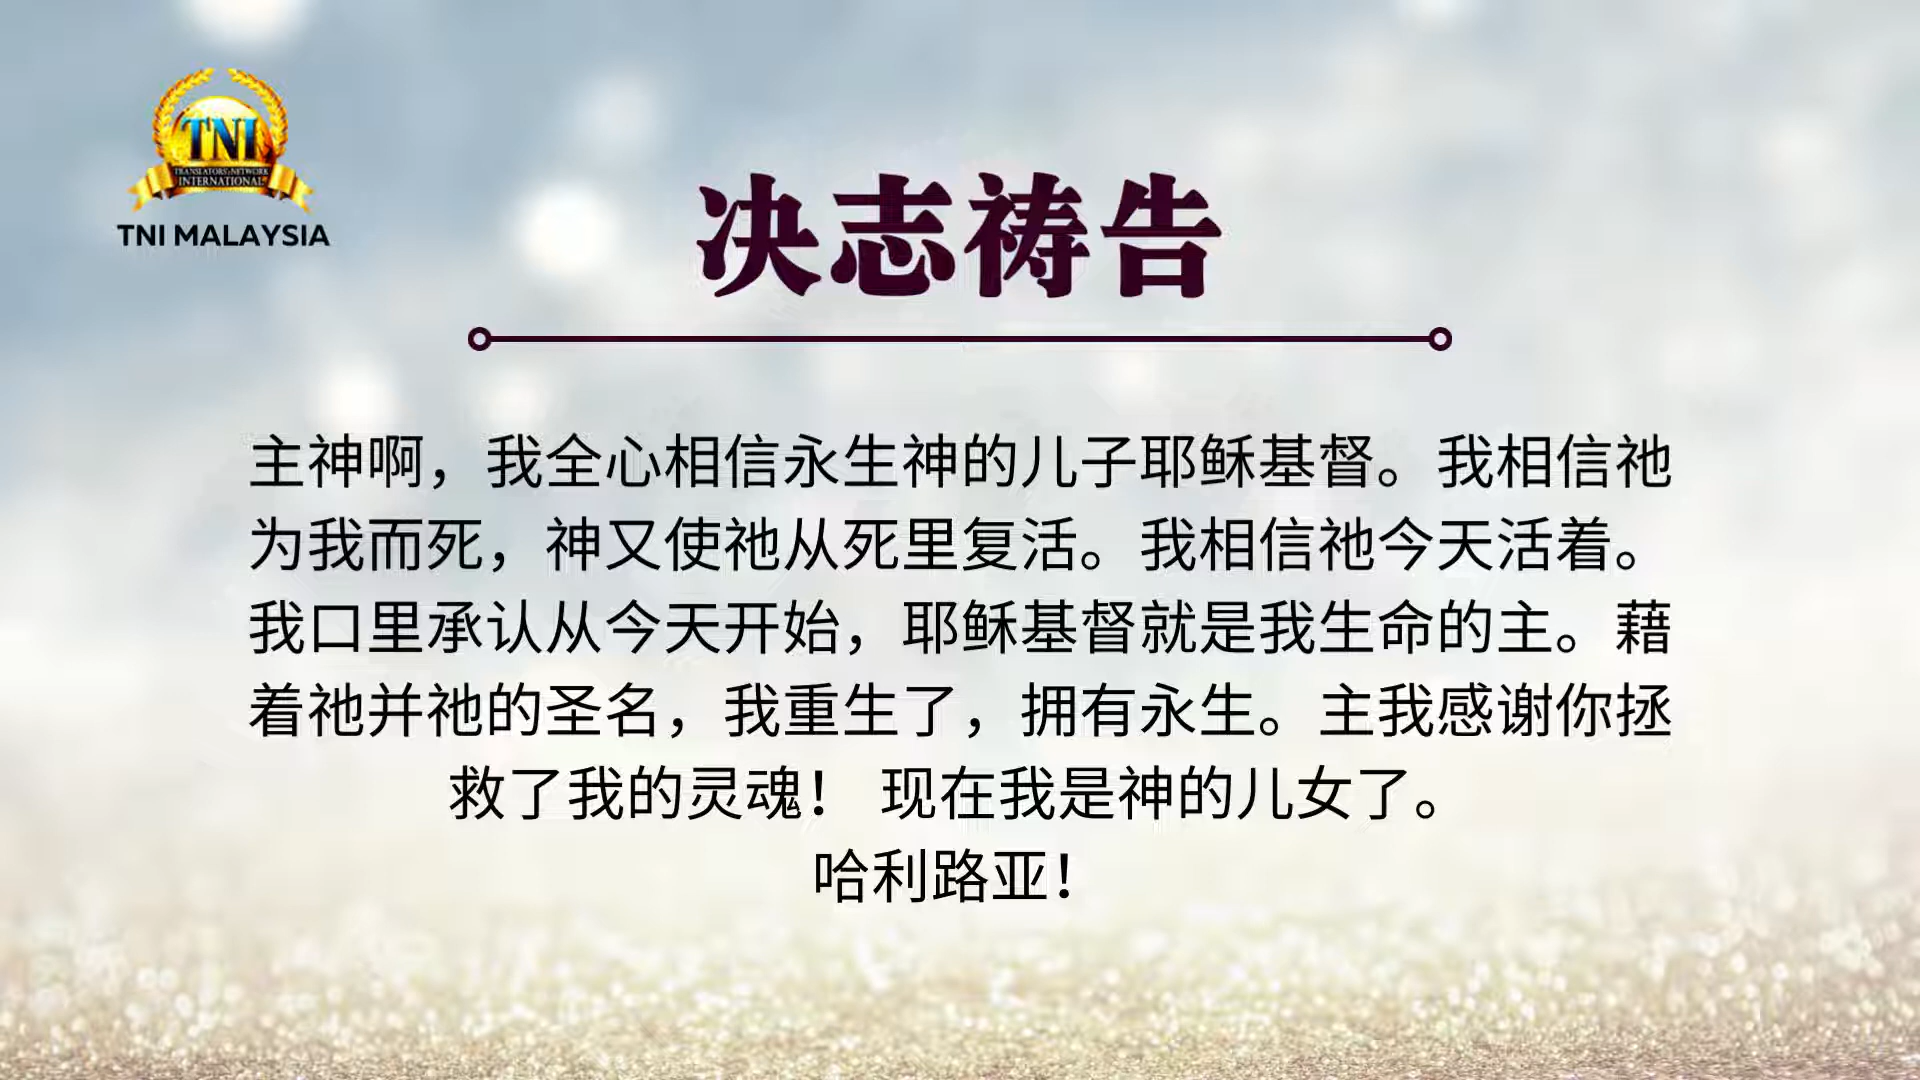 TNI
TRANSLATORS NETWORK
INTERNATIONAL
TNI MALAYSIA
决志祷告
主神啊，我全心相信永生神的儿子耶稣基督。我相信祂
为我而死，神又使祂从死里复活。我相信祂今天活着。
我口里承认从今天开始，耶稣基督就是我生命的主。藉
着祂并祂的圣名，我重生了，拥有永生。主我感谢你拯
救了我的灵魂！ 现在我是神的儿女了。
哈利路亚！